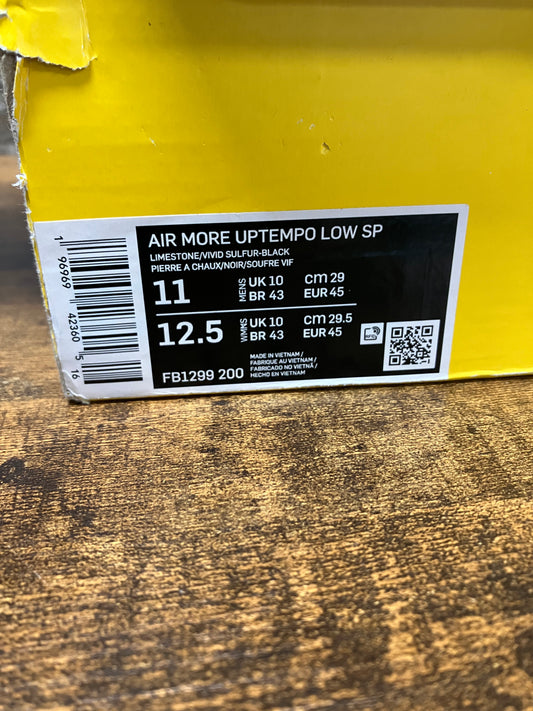 AIR MORE UPTEMPO LOW SP
LIMESTONE/VIVID SULFUR-BLACK
PIERRE A CHAUX/NOIR/SOUFRE VIF
11 MENS UK 10 CM 29
BR 43 EUR 45
12.5 WMNS UK 10 CM 29.5
BR 43 EUR 45
FB1299 200
MADE IN VIETNAM /
FABRIQUE AU VIETNAM /
FABRICADO NO VIETNÃ /
HECHO EN VIETNAM
1 96969 42360 5 16